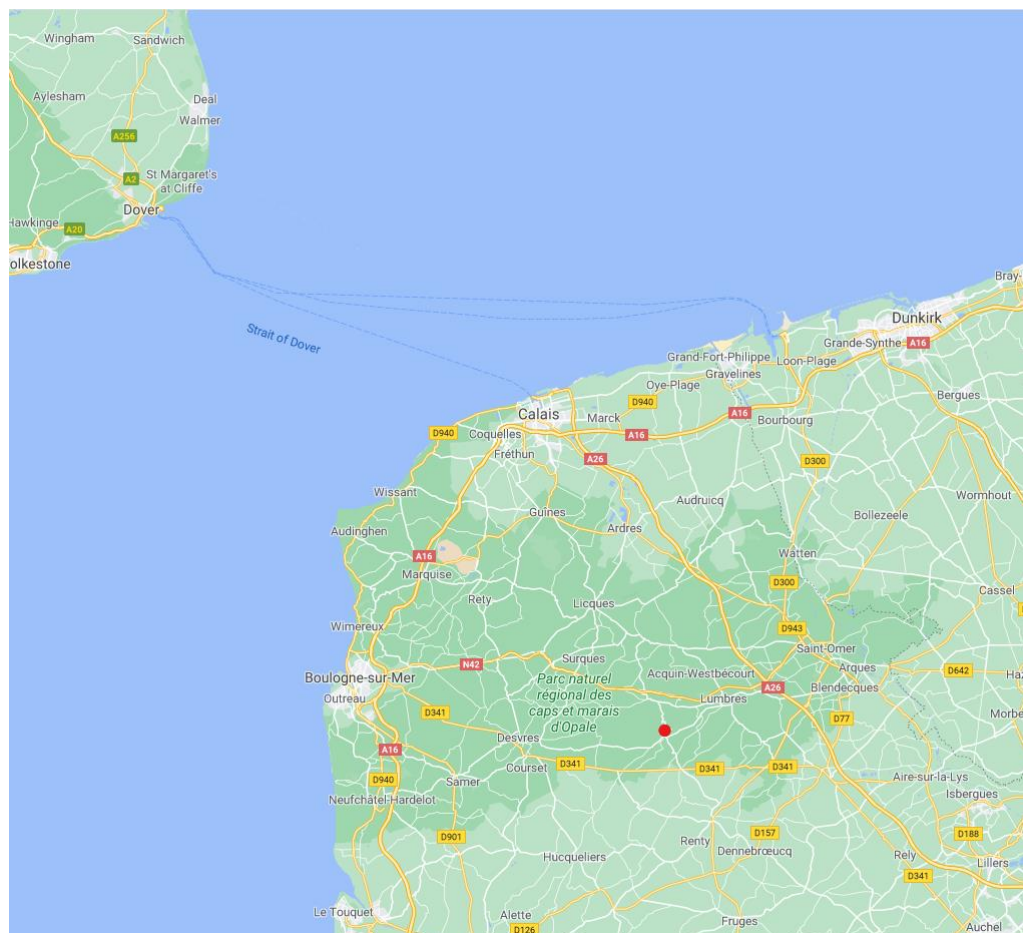 Wingham
Sandwich
Aylesham
Deal
Walmer
A256
A2
St Margaret's
at Cliffe
Dover
Hawkinge
A20
olkestone
Strait of Dover
Bray-
Dunkirk
Grande-Synthe
A16
Grand-Fort-Philippe
Loon-Plage
Gravelines
Oye-Plage
D940
Bergues
Calais
Marck
A16
Bourbourg
D940
Coquelles
A16
Fréthun
A26
D300
Wissant
Audruicq
Wormhout
Guînes
Bollezeele
Audinghen
Ardres
A16
Watten
Marquise
D300
Cassel
Rety
Licques
Wimereux
D943
Saint-Omer
N42
Surques
Arques
D642
Boulogne-sur-Mer
Parc naturel
régional des
caps et marais
d'Opale
Acquin-Westbécourt
Haz
Outreau
Lumbres
A26
Blendecques
D341
D77
Morbe
Desvres
A16
Courset
D341
D341
D341
D940
Samer
Aire-sur-la-Lys
Neufchâtel-Hardelot
Isbergues
D901
Renty
D157
D188
Dennebrœucq
Hucqueliers
Rely
Lillers
D341
Le Touquet
Alette
Fruges
D126
Auchel